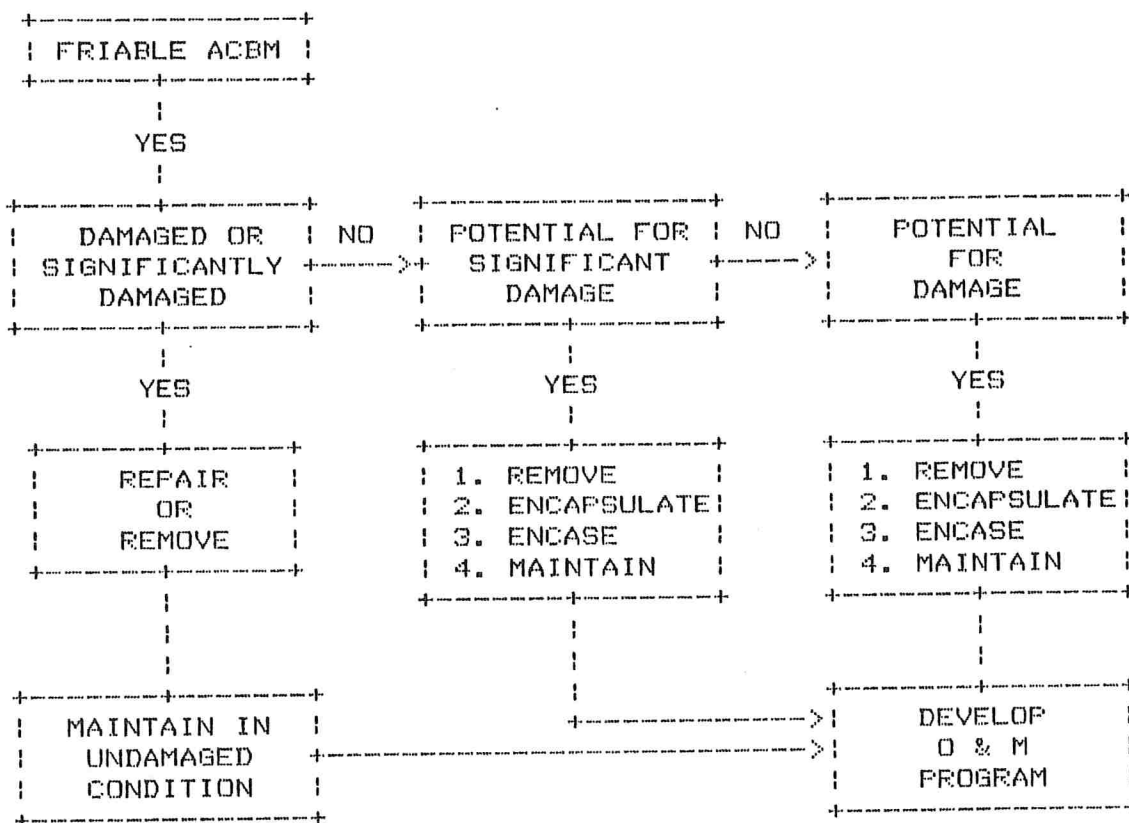 FRIABLE ACBM
YES
DAMAGED OR
SIGNIFICANTLY
DAMAGED
NO
POTENTIAL FOR
SIGNIFICANT
DAMAGE
NO
POTENTIAL
FOR
DAMAGE
YES
YES
YES
REPAIR
OR
REMOVE
1. REMOVE
2. ENCAPSULATE
3. ENCASE
4. MAINTAIN
1. REMOVE
2. ENCAPSULATE
3. ENCASE
4. MAINTAIN
MAINTAIN IN
UNDAMAGED
CONDITION
DEVELOP
O & M
PROGRAM